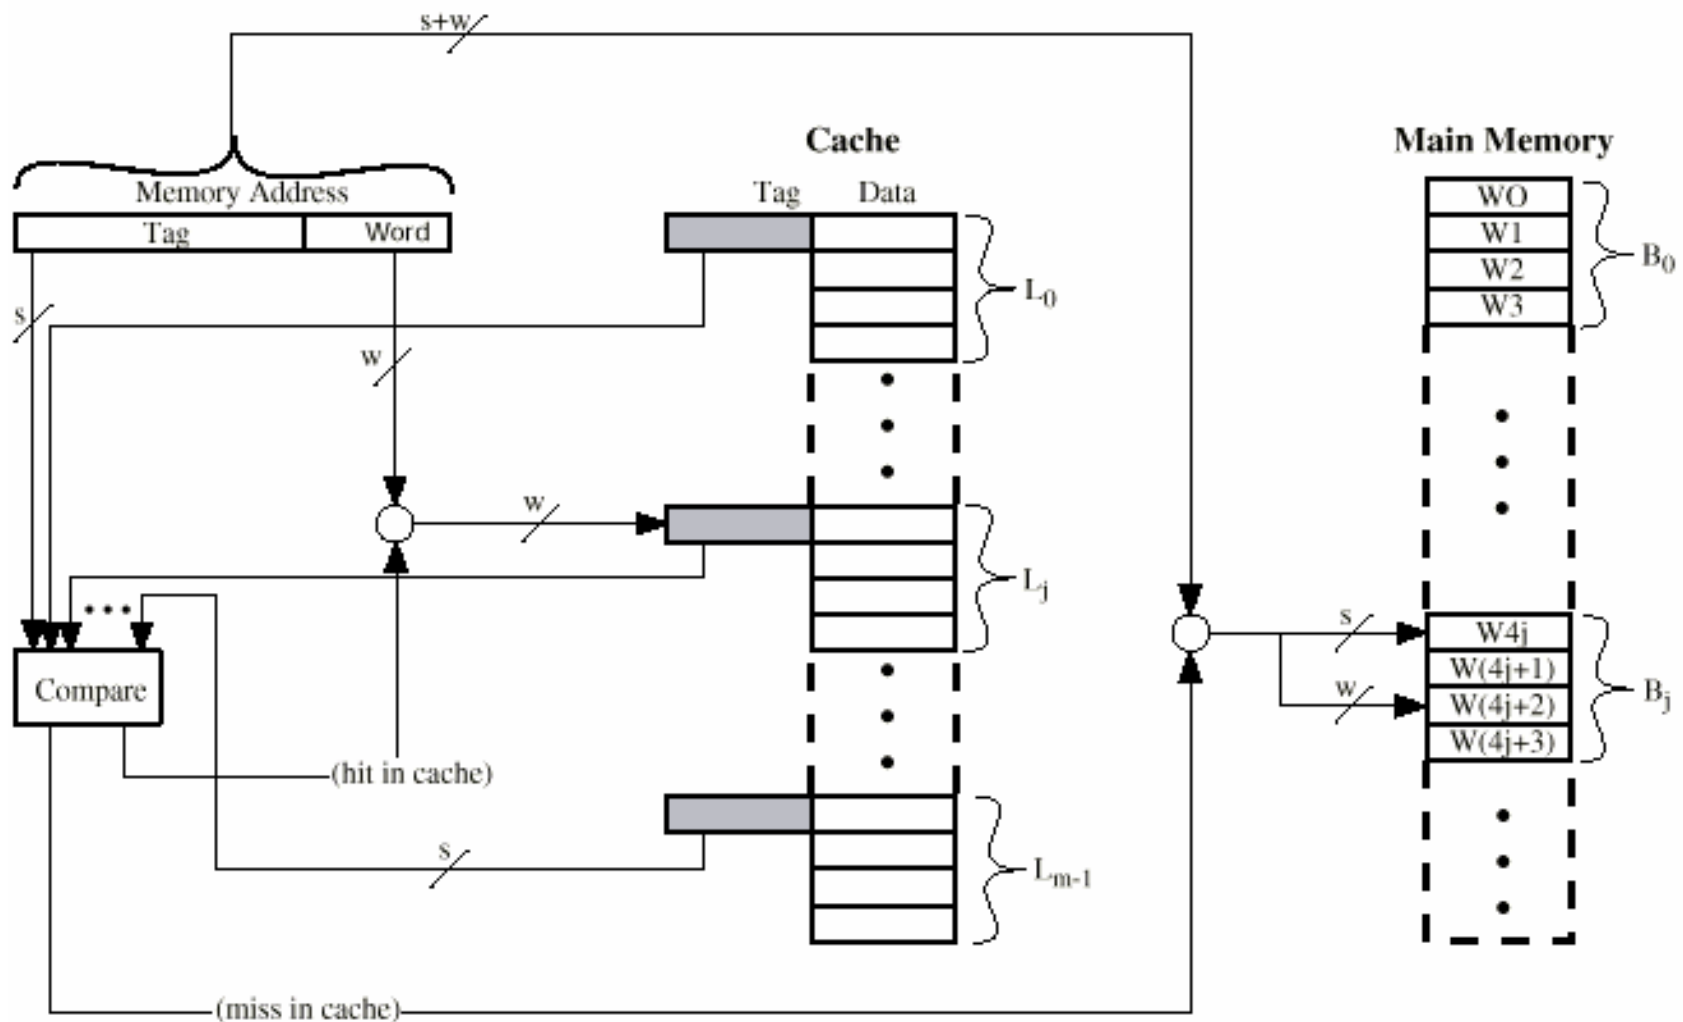 s+w
Cache
Main Memory
Memory Address
Tag Data
Tag Word
WO
W1
W2
W3
B0
L0
s
w
w
Lj
s
W4j
W(4j+1)
w
W(4j+2)
W(4j+3)
Bj
Compare
(hit in cache)
s
Lm-1
(miss in cache)